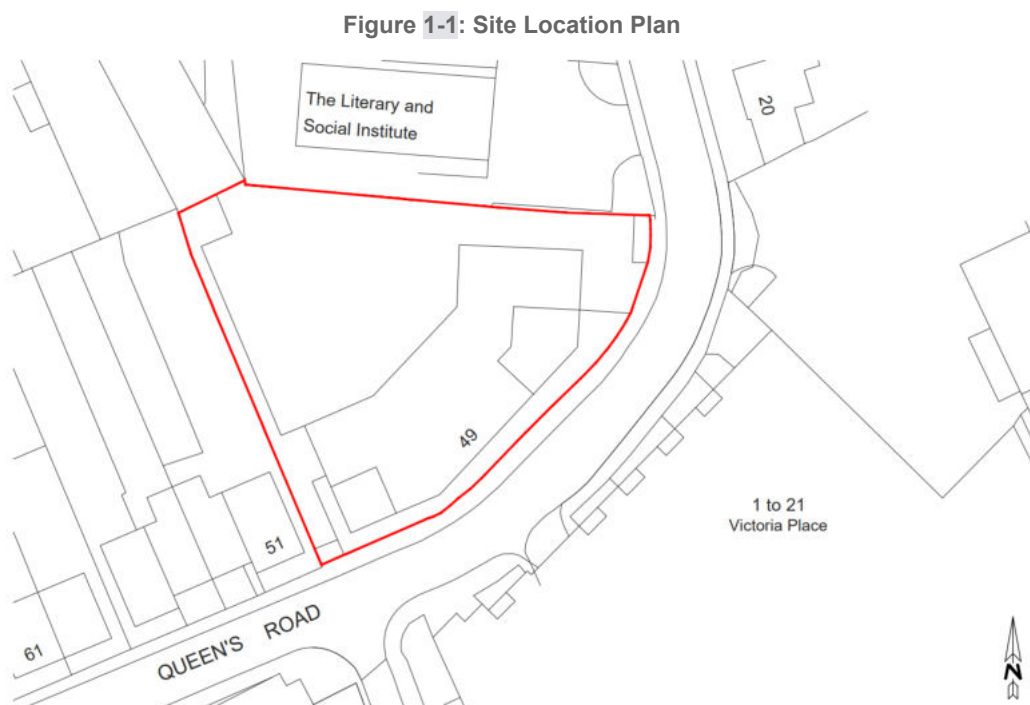 Figure 1-1: Site Location Plan
The Literary and
Social Institute
20
49
1 to 21
Victoria Place
51
61
QUEEN'S ROAD
N